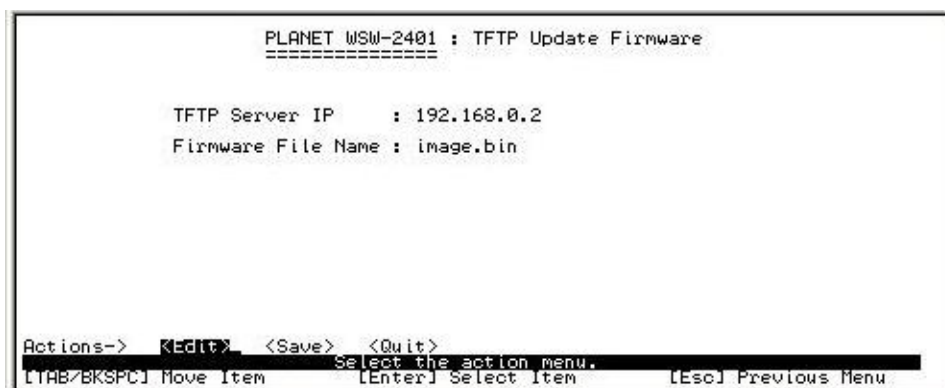 PLANET WSW-2401 : TFTP Update Firmware
===============
TFTP Server IP : 192.168.0.2
Firmware File Name : image.bin
Actions-> <Edit> <Save> <Quit>
Select the action menu.
[TAB/BKSPC] Move Item [Enter] Select Item [Esc] Previous Menu